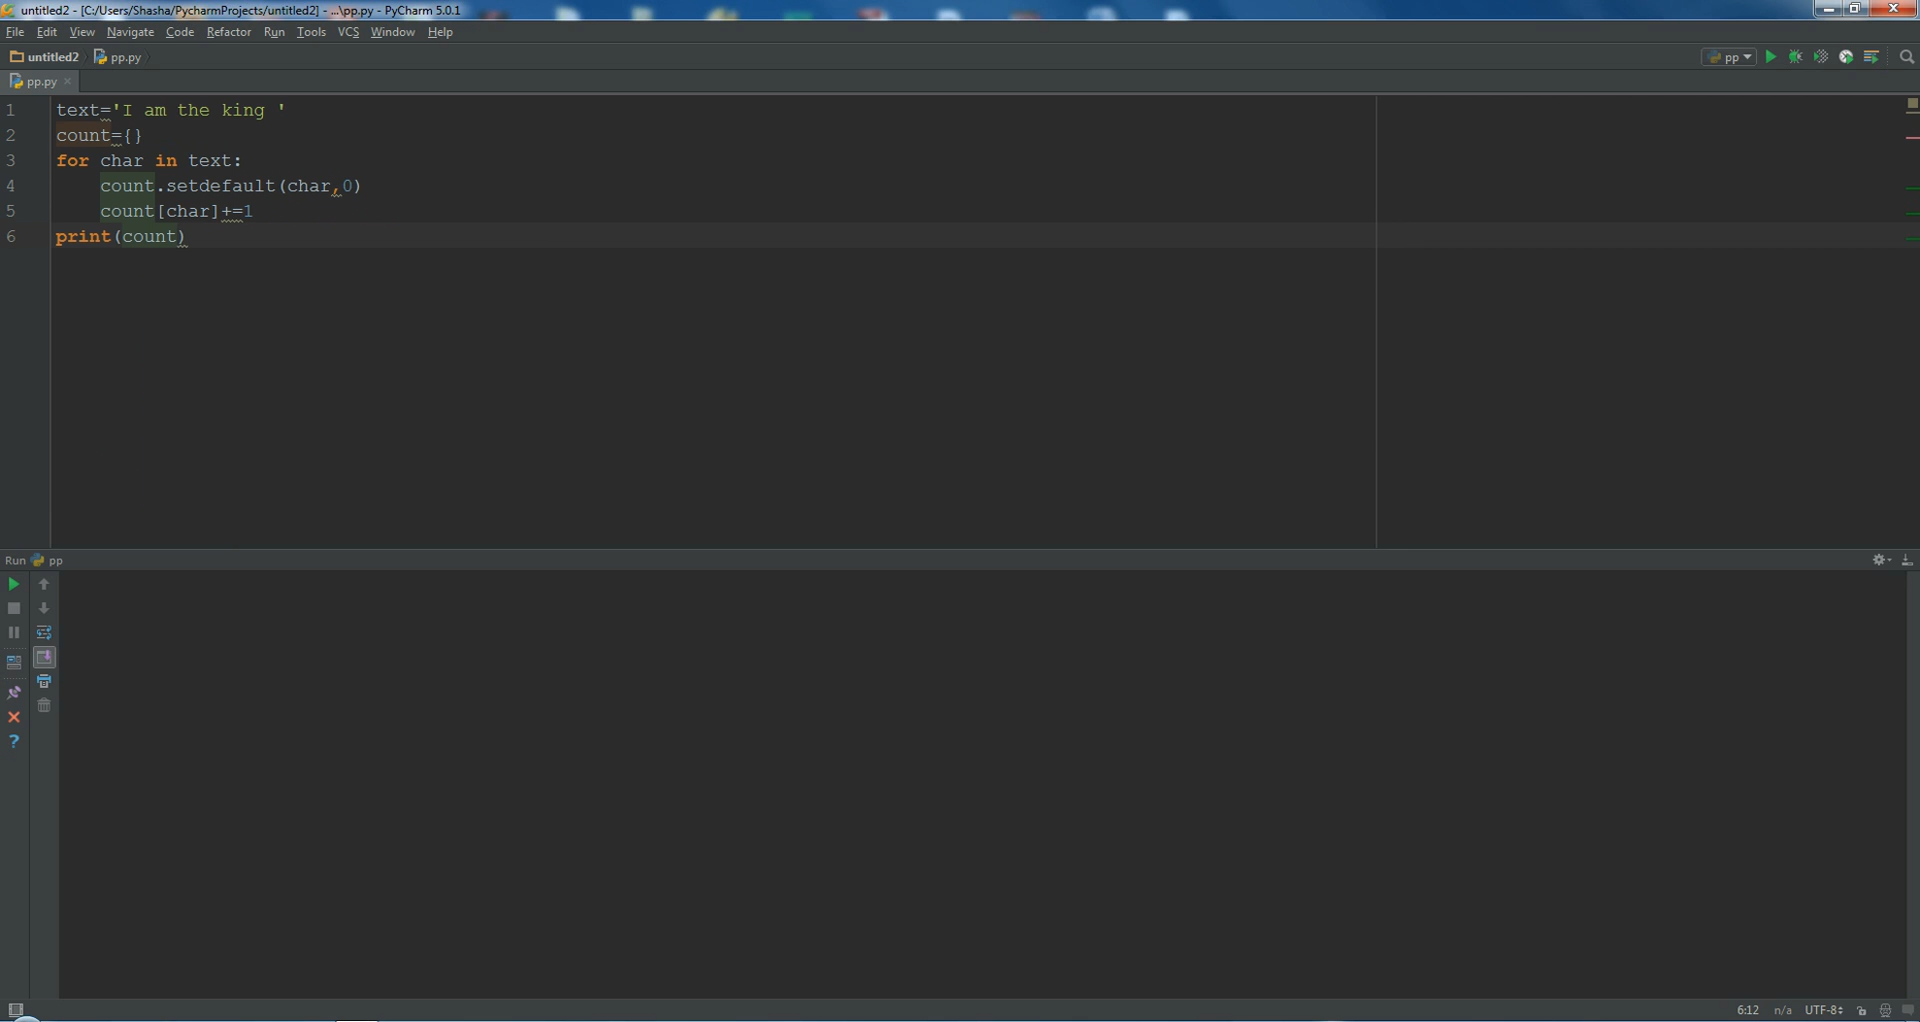 untitled2 - [C:/Users/Shasha/PycharmProjects/untitled2] - ...\pp.py - PyCharm 5.0.1
File Edit View Navigate Code Refactor Run Tools VCS Window Help
untitled2 pp.py pp
pp.py
1 text='I am the king '
2 count={}
3 for char in text:
4     count.setdefault(char,0)
5     count[char]+=1
6 print(count)
Run pp
6:12 n/a UTF-8